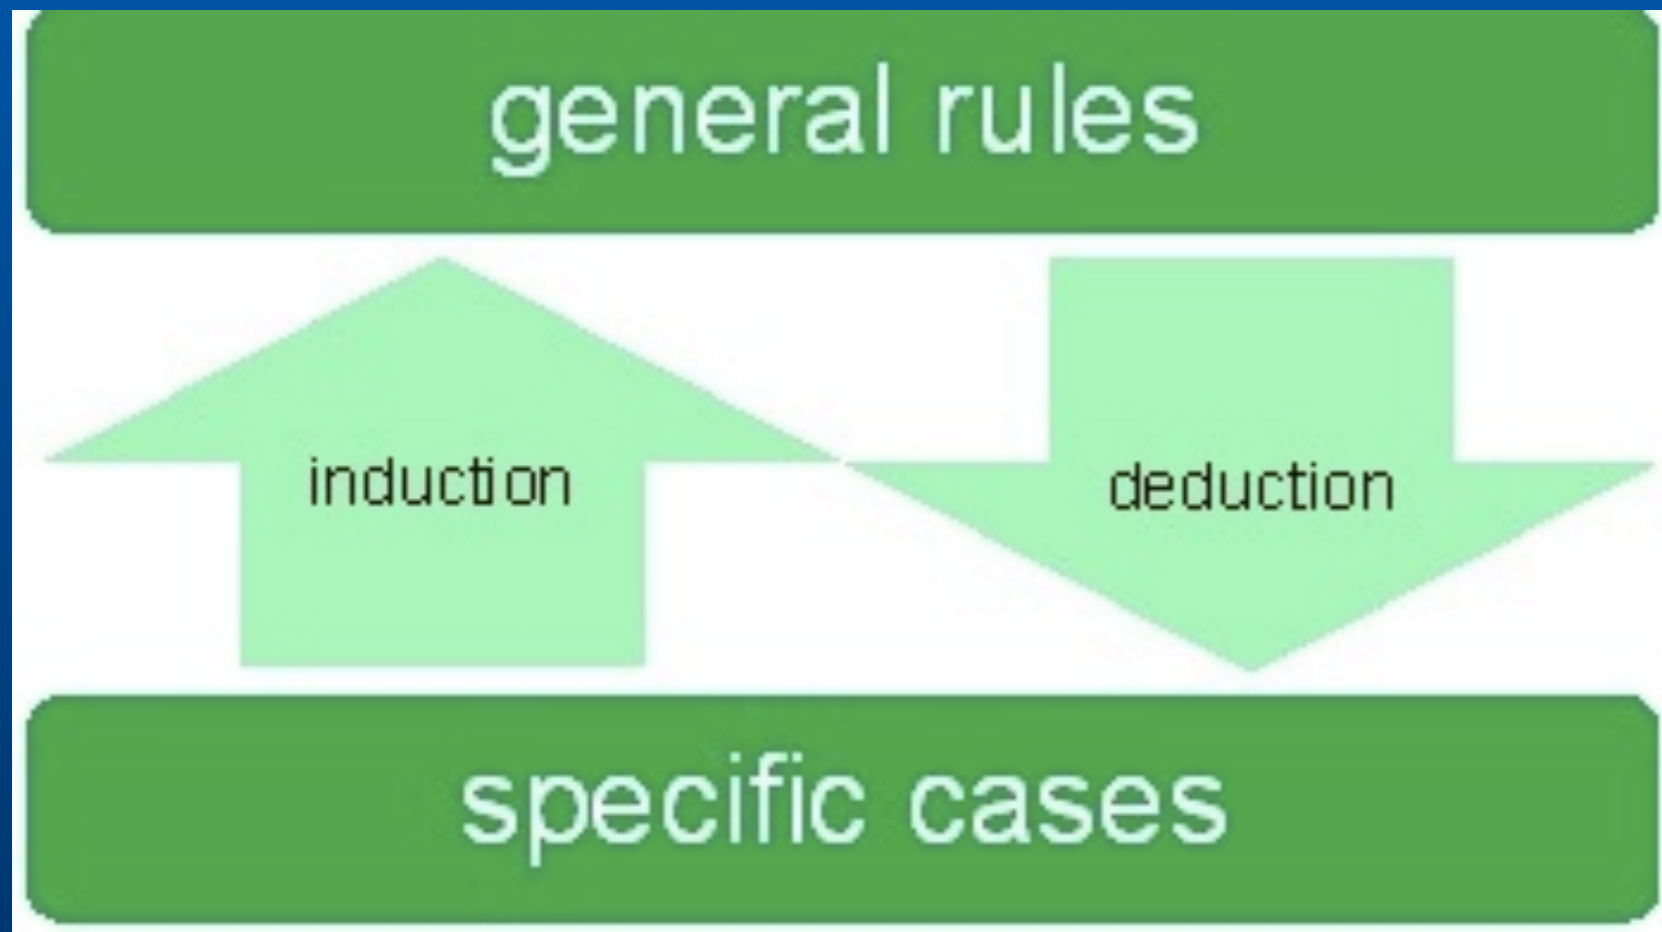 general rules
induction
deduction
specific cases